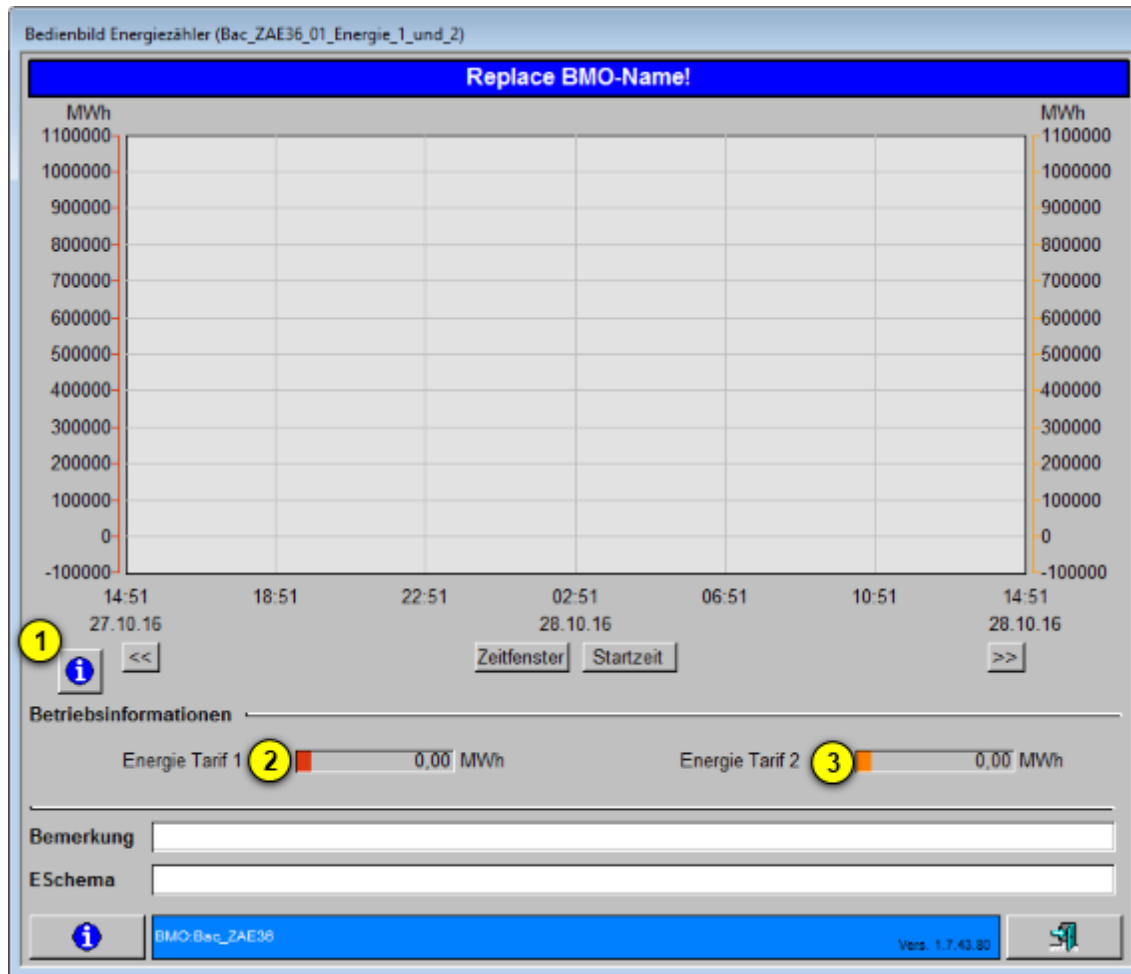 Bedienbild Energiezähler (Bac_ZAE36_01_Energie_1_und_2)
Replace BMO-Name!
MWh MWh
1100000 1100000
1000000 1000000
900000 900000
800000 800000
700000 700000
600000 600000
500000 500000
400000 400000
300000 300000
200000 200000
100000 100000
0 0
-100000 -100000
14:51 18:51 22:51 02:51 06:51 10:51 14:51
27.10.16 28.10.16 28.10.16
1
i << Zeitfenster Startzeit >>
Betriebsinformationen
Energie Tarif 1 2 0,00 MWh Energie Tarif 2 3 0,00 MWh
Bemerkung
ESchema
i BMO:Bac_ZAE36 Vers. 1.7.43.80